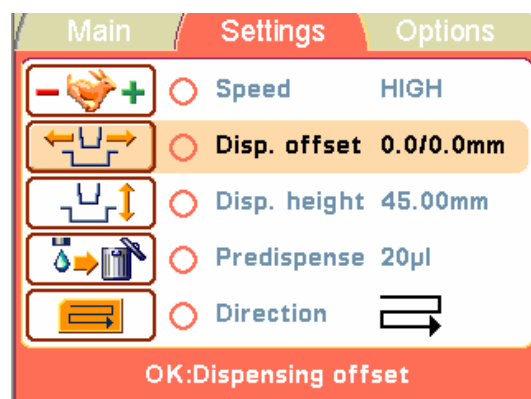 Main Settings Options
Speed HIGH
Disp. offset 0.0/0.0mm
Disp. height 45.00mm
Predispense 20µl
Direction
OK:Dispensing offset